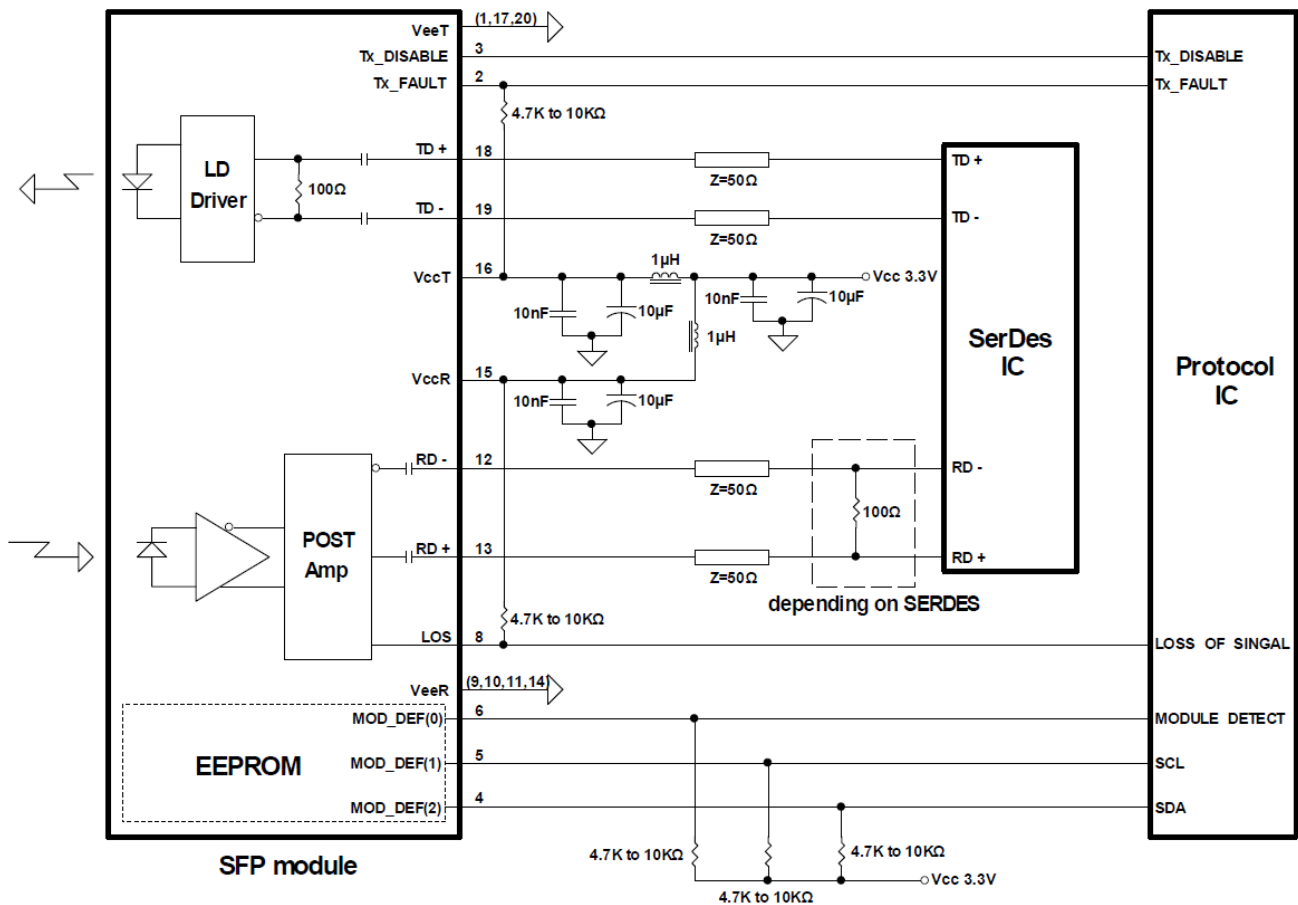 VeeT
(1,17,20)
Tx_DISABLE
3
Tx_DISABLE
Tx_FAULT
2
Tx_FAULT
4.7K to 10KΩ
LD
Driver
100Ω
TD +
18
Z=50Ω
TD +
TD -
19
Z=50Ω
TD -
VccT
16
1μH
Vcc 3.3V
10nF
10μF
10nF
10μF
1μH
SerDes
IC
Protocol
IC
VccR
15
10nF
10μF
POST
Amp
RD -
12
Z=50Ω
RD -
100Ω
RD +
13
Z=50Ω
RD +
depending on SERDES
4.7K to 10KΩ
LOS
8
LOSS OF SINGAL
VeeR
(9,10,11,14)
EEPROM
MOD_DEF(0)
6
MODULE DETECT
MOD_DEF(1)
5
SCL
MOD_DEF(2)
4
SDA
SFP module
4.7K to 10KΩ
4.7K to 10KΩ
4.7K to 10KΩ
Vcc 3.3V